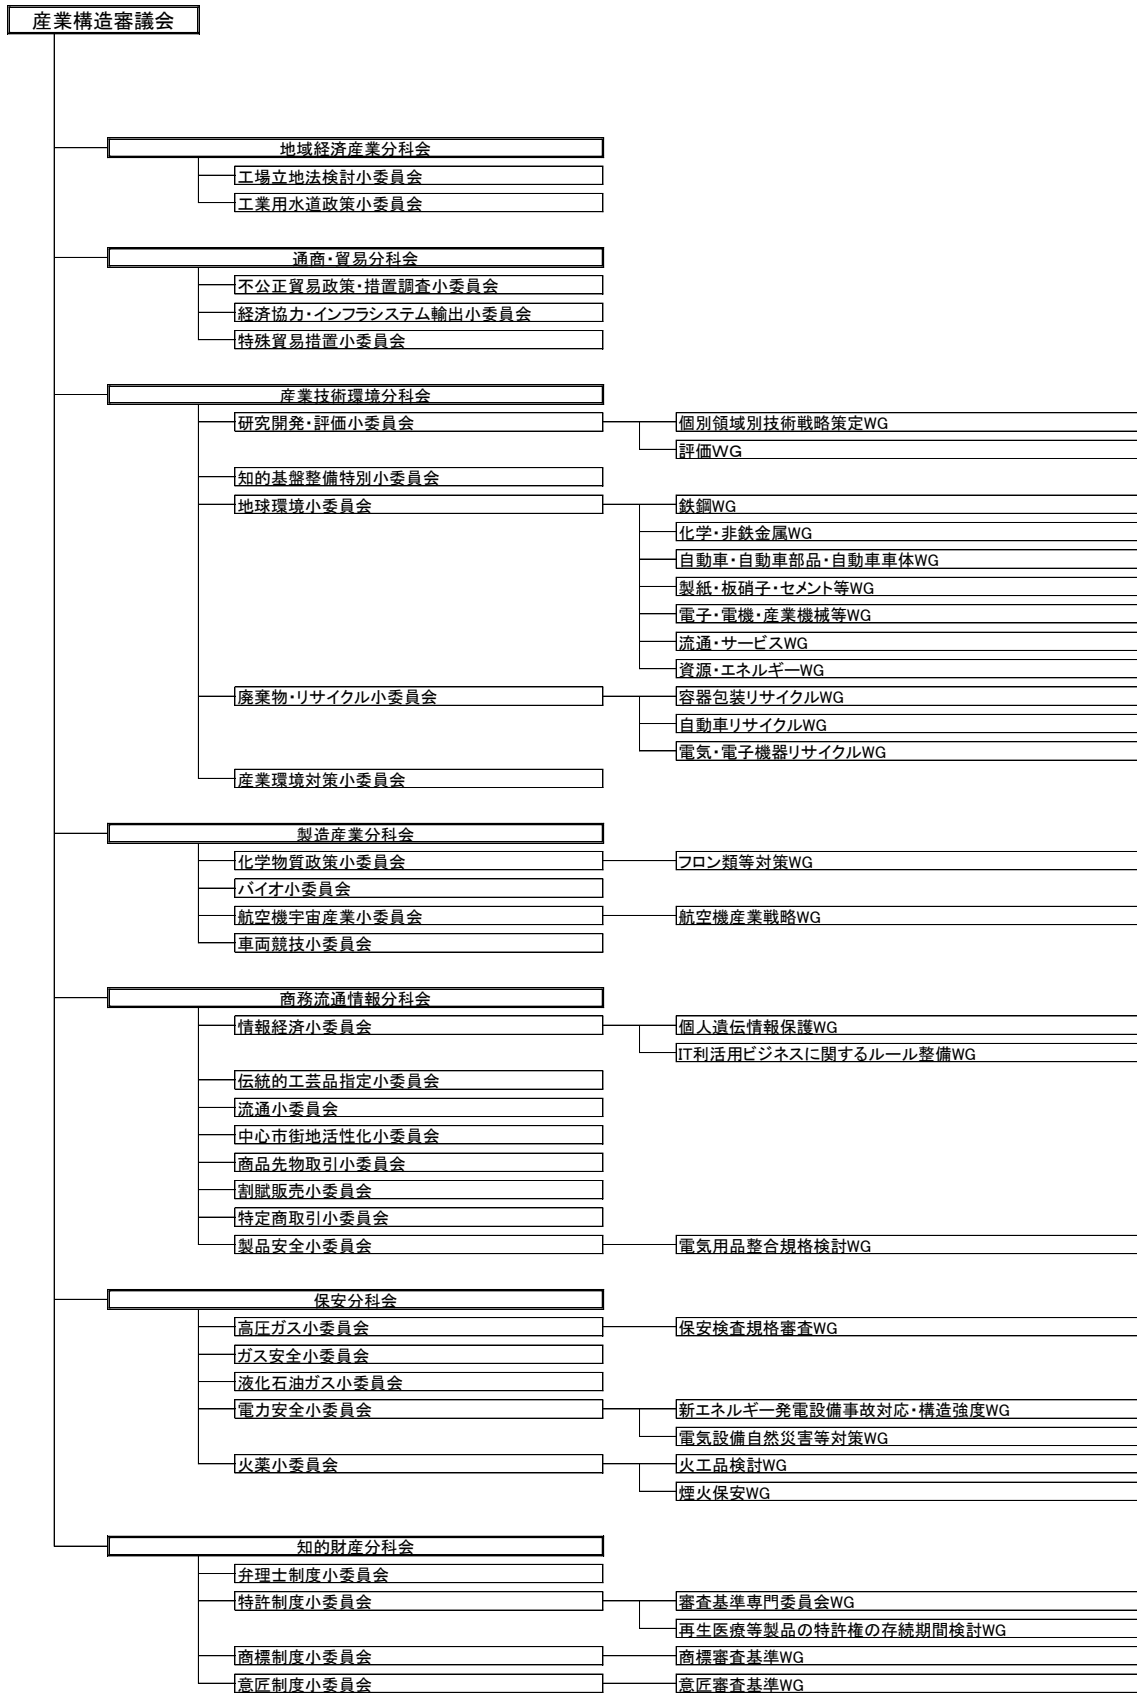 産業構造審議会
地域経済産業分科会
工場立地法検討小委員会
工業用水道政策小委員会
通商・貿易分科会
不公正貿易政策・措置調査小委員会
経済協力・インフラシステム輸出小委員会
特殊貿易措置小委員会
産業技術環境分科会
研究開発・評価小委員会
個別領域別技術戦略策定WG
評価WG
知的基盤整備特別小委員会
地球環境小委員会
鉄鋼WG
化学・非鉄金属WG
自動車・自動車部品・自動車車体WG
製紙・板硝子・セメント等WG
電子・電機・産業機械等WG
流通・サービスWG
資源・エネルギーWG
廃棄物・リサイクル小委員会
容器包装リサイクルWG
自動車リサイクルWG
電気・電子機器リサイクルWG
産業環境対策小委員会
製造産業分科会
化学物質政策小委員会
フロン類等対策WG
バイオ小委員会
航空機宇宙産業小委員会
航空機産業戦略WG
車両競技小委員会
商務流通情報分科会
情報経済小委員会
個人遺伝情報保護WG
IT利活用ビジネスに関するルール整備WG
伝統的工芸品指定小委員会
流通小委員会
中心市街地活性化小委員会
商品先物取引小委員会
割賦販売小委員会
特定商取引小委員会
製品安全小委員会
電気用品整合規格検討WG
保安分科会
高圧ガス小委員会
保安検査規格審査WG
ガス安全小委員会
液化石油ガス小委員会
電力安全小委員会
新エネルギー発電設備事故対応・構造強度WG
電気設備自然災害等対策WG
火薬小委員会
火工品検討WG
煙火保安WG
知的財産分科会
弁理士制度小委員会
特許制度小委員会
審査基準専門委員会WG
再生医療等製品の特許権の存続期間検討WG
商標制度小委員会
商標審査基準WG
意匠制度小委員会
意匠審査基準WG